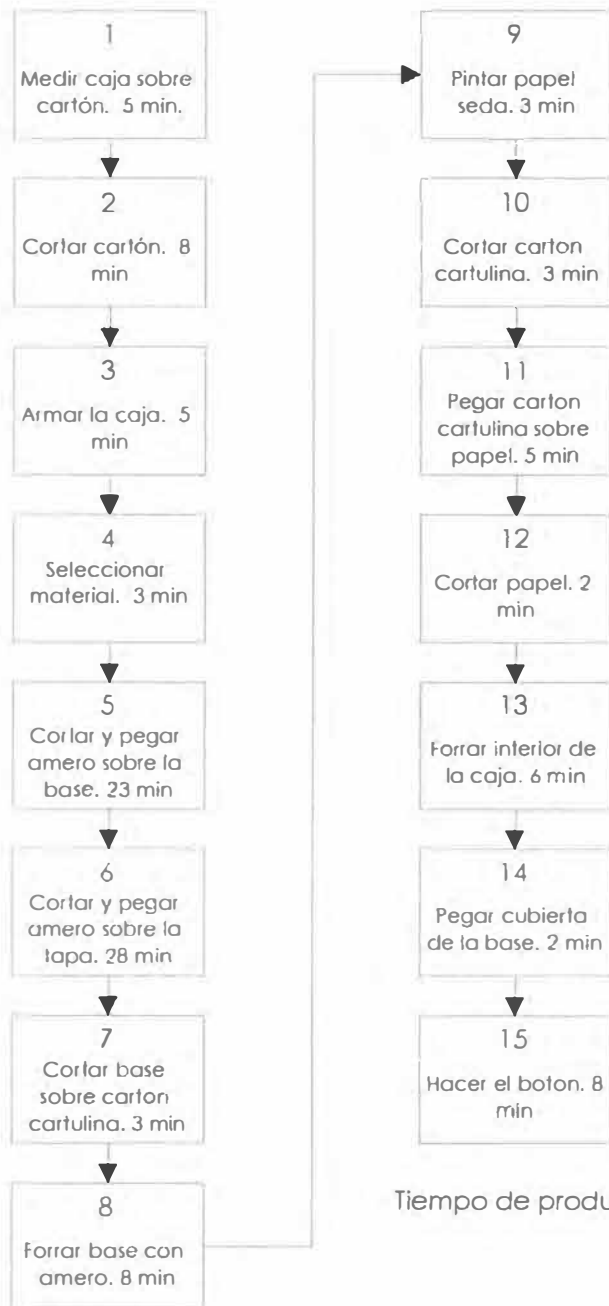 1
Medir caja sobre
cartón. 5 min.
2
Cortar cartón. 8
min
3
Armar la caja. 5
min
4
Seleccionar
material. 3 min
5
Cortar y pegar
amero sobre la
base. 23 min
6
Cortar y pegar
amero sobre la
tapa. 28 min
7
Cortar base
sobre carton
cartulina. 3 min
8
Forrar base con
amero. 8 min
9
Pintar papel
seda. 3 min
10
Cortar carton
cartulina. 3 min
11
Pegar carton
cartulina sobre
papel. 5 min
12
Cortar papel. 2
min
13
Forrar interior de
la caja. 6 min
14
Pegar cubierta
de la base. 2 min
15
Hacer el boton. 8
min
Tiempo de produ